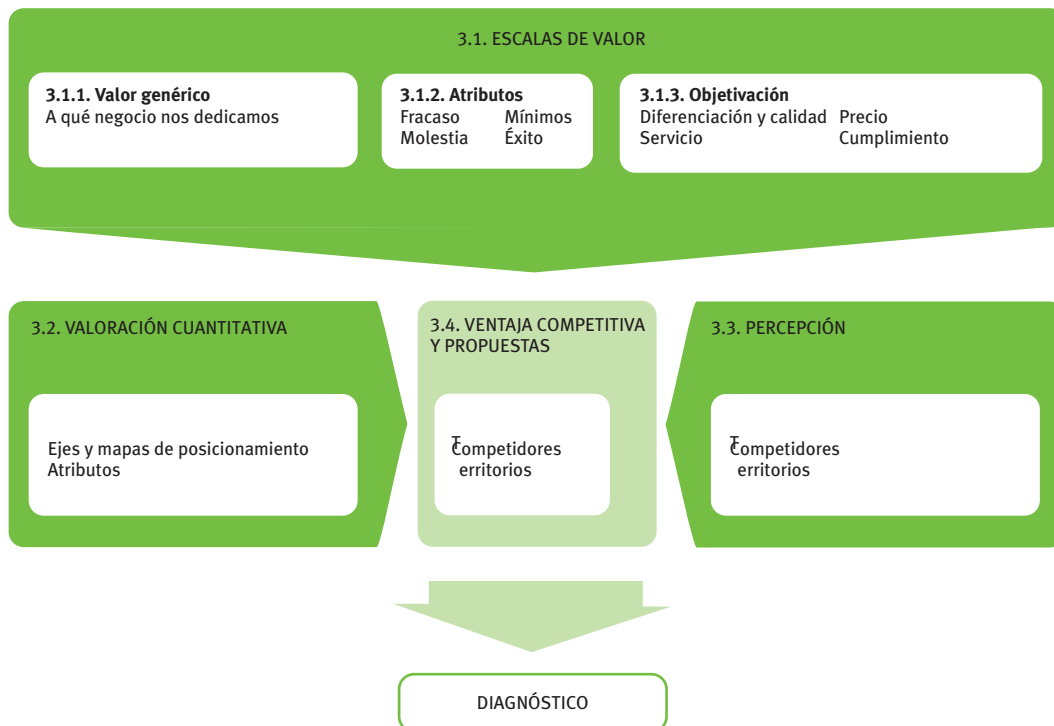 3.1. ESCALAS DE VALOR
3.1.1. Valor genérico
A qué negocio nos dedicamos
3.1.2. Atributos
Fracaso Mínimos
Molestia Éxito
3.1.3. Objetivación
Diferenciación y calidad Precio
Servicio Cumplimiento
3.2. VALORACIÓN CUANTITATIVA
Ejes y mapas de posicionamiento
Atributos
3.4. VENTAJA COMPETITIVA
Y PROPUESTAS
Competidores
Territorios
3.3. PERCEPCIÓN
Competidores
Territorios
DIAGNÓSTICO